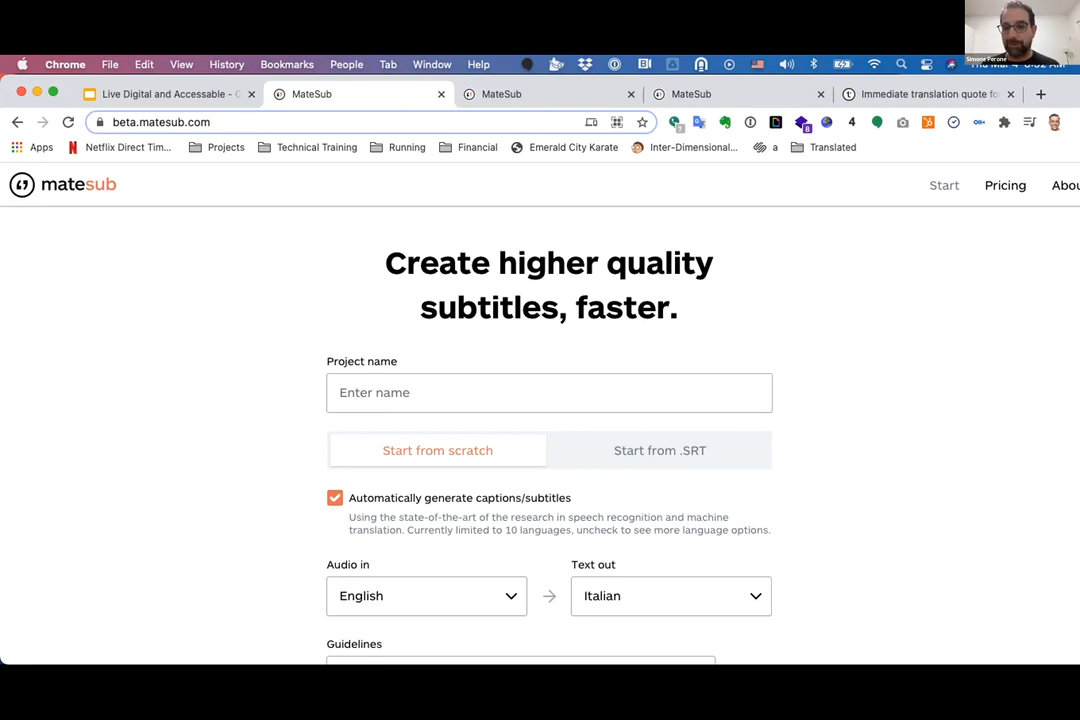 Simone Perone
Chrome File Edit View History Bookmarks People Tab Window Help
Live Digital and Accessable - MateSub MateSub MateSub Immediate translation quote fo
beta.matesub.com
Apps Netflix Direct Tim... Projects Technical Training Running Financial Emerald City Karate Inter-Dimensional... a Translated
matesub Start Pricing Abou
Create higher quality
subtitles, faster.
Project name
Enter name
Start from scratch Start from .SRT
Automatically generate captions/subtitles
Using the state-of-the-art of the research in speech recognition and machine
translation. Currently limited to 10 languages, uncheck to see more language options.
Audio in Text out
English Italian
Guidelines